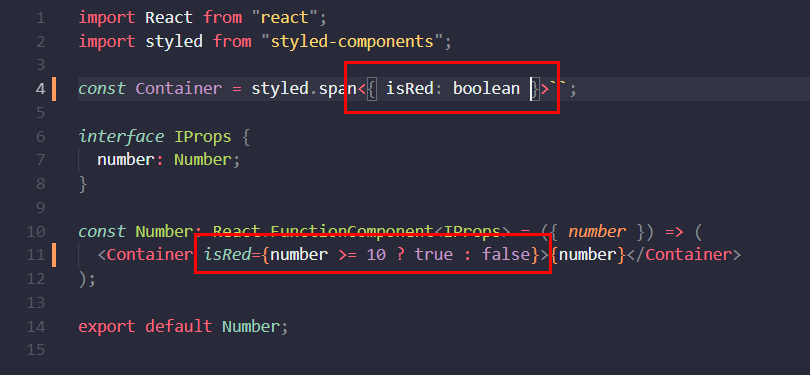 1 import React from "react";
2 import styled from "styled-components";
3
4 const Container = styled.span<{ isRed: boolean }>``;
5
6 interface IProps {
7 number: Number;
8 }
9
10 const Number: React.FunctionComponent<IProps> = ({ number }) => (
11 <Container isRed={number >= 10 ? true : false}>{number}</Container>
12 );
13
14 export default Number;
15